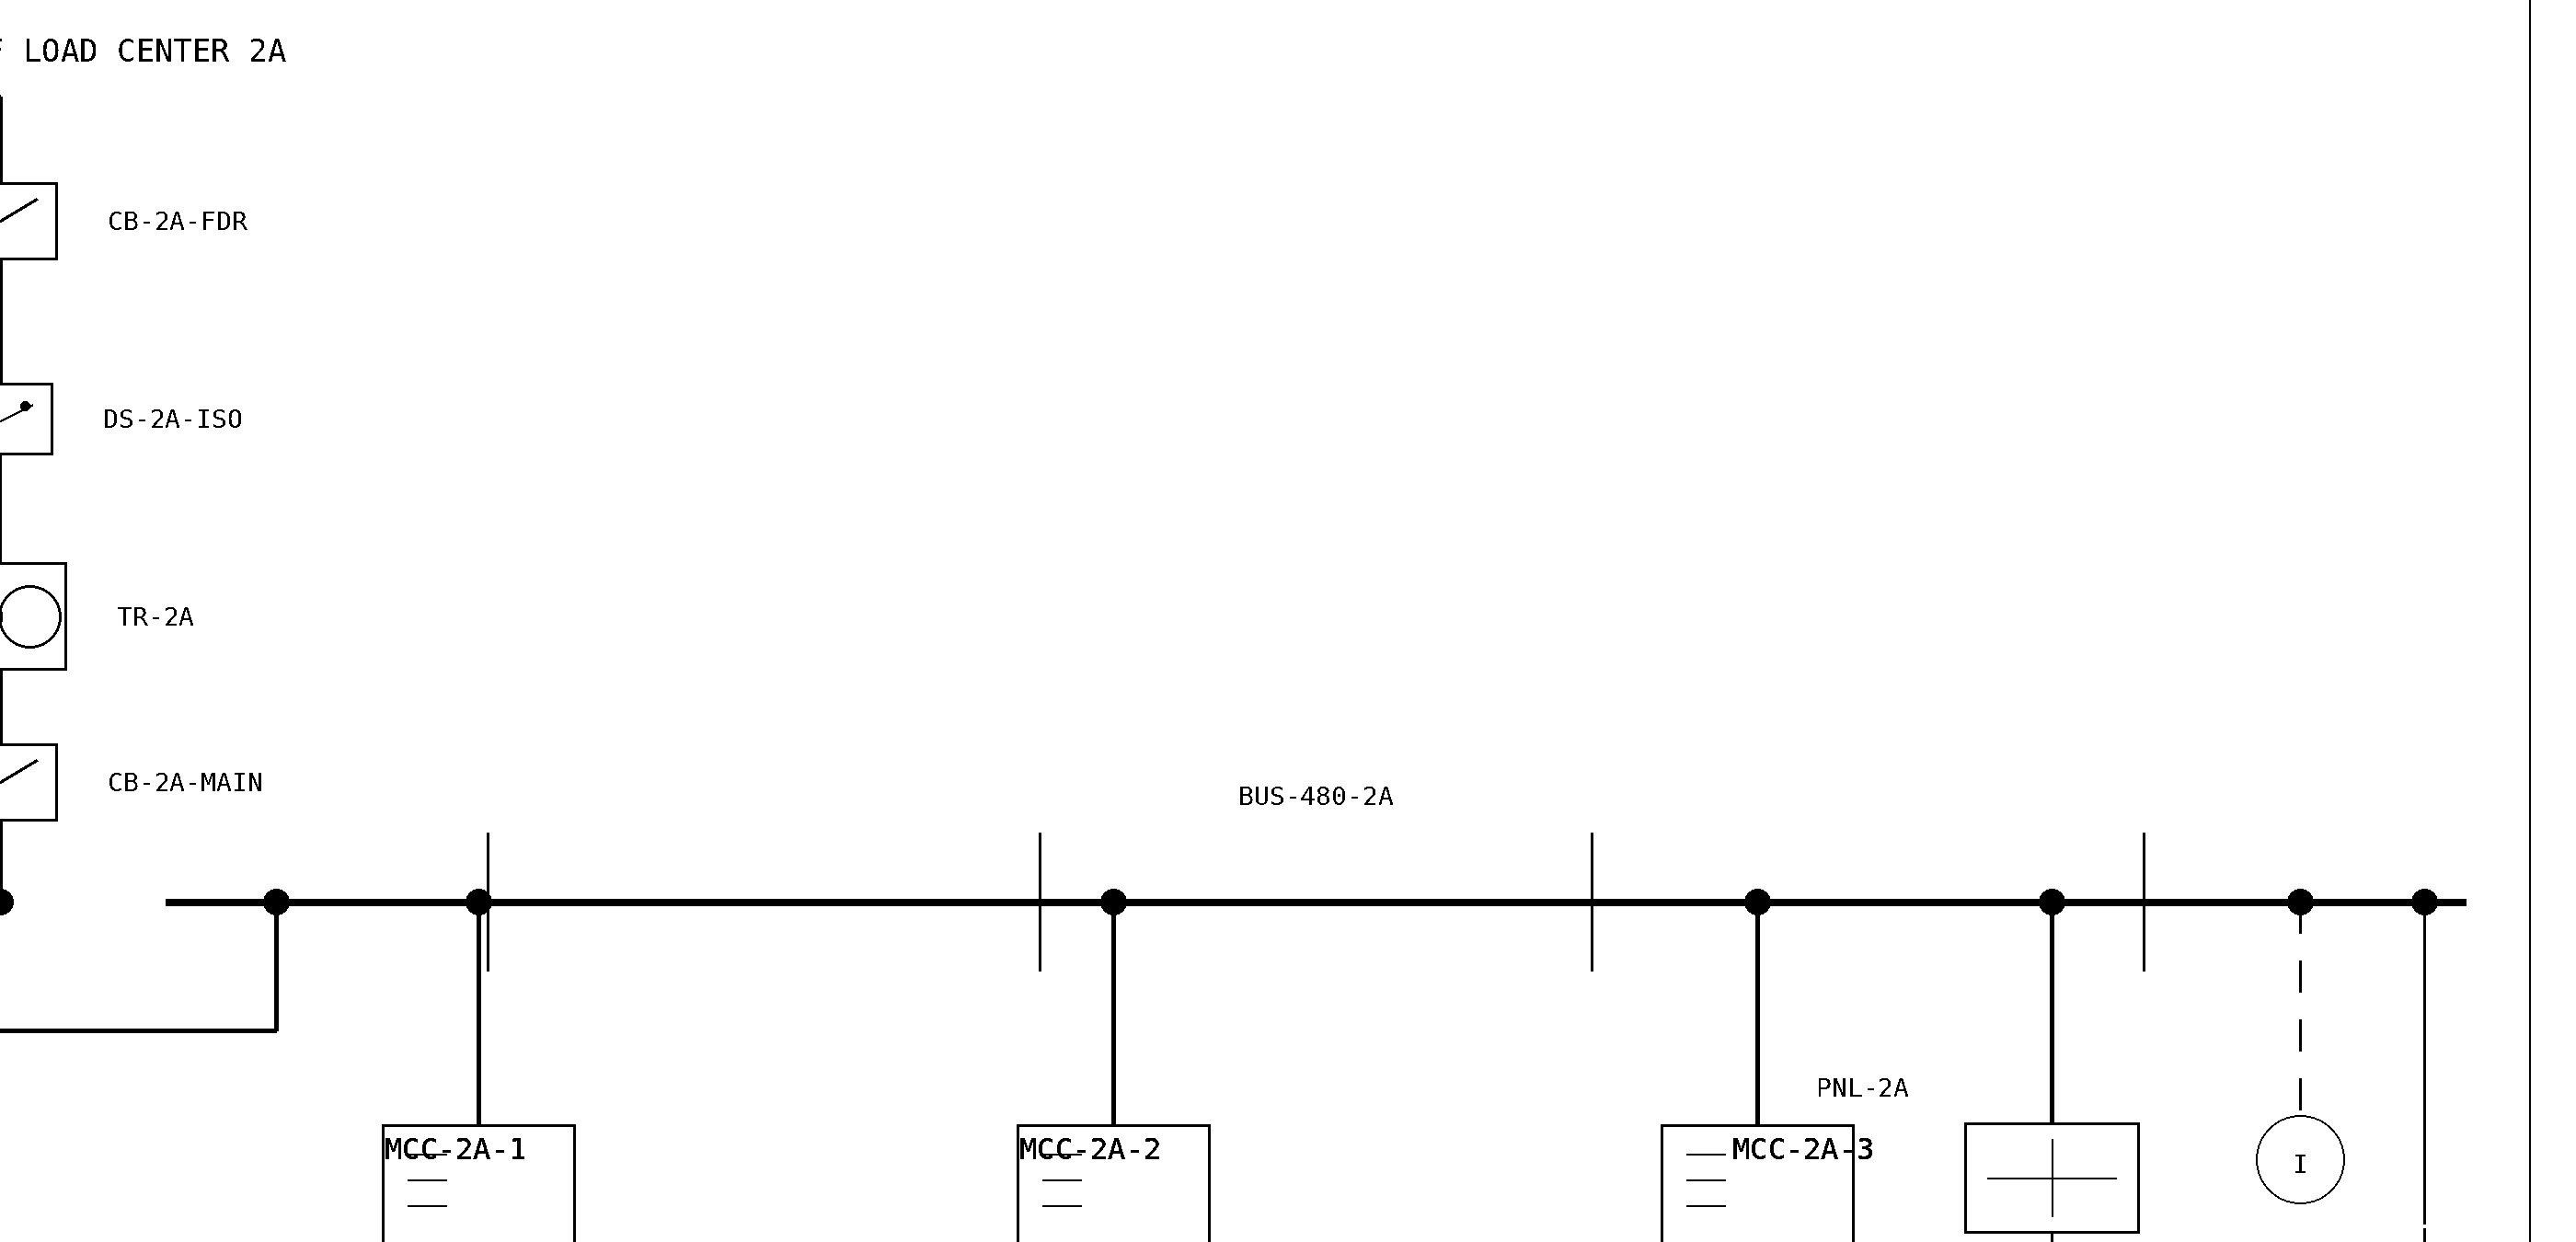 LOAD CENTER 2A
CB-2A-FDR
DS-2A-ISO
TR-2A
CB-2A-MAIN
BUS-480-2A
PNL-2A
MCC-2A-1
MCC-2A-2
MCC-2A-3
I